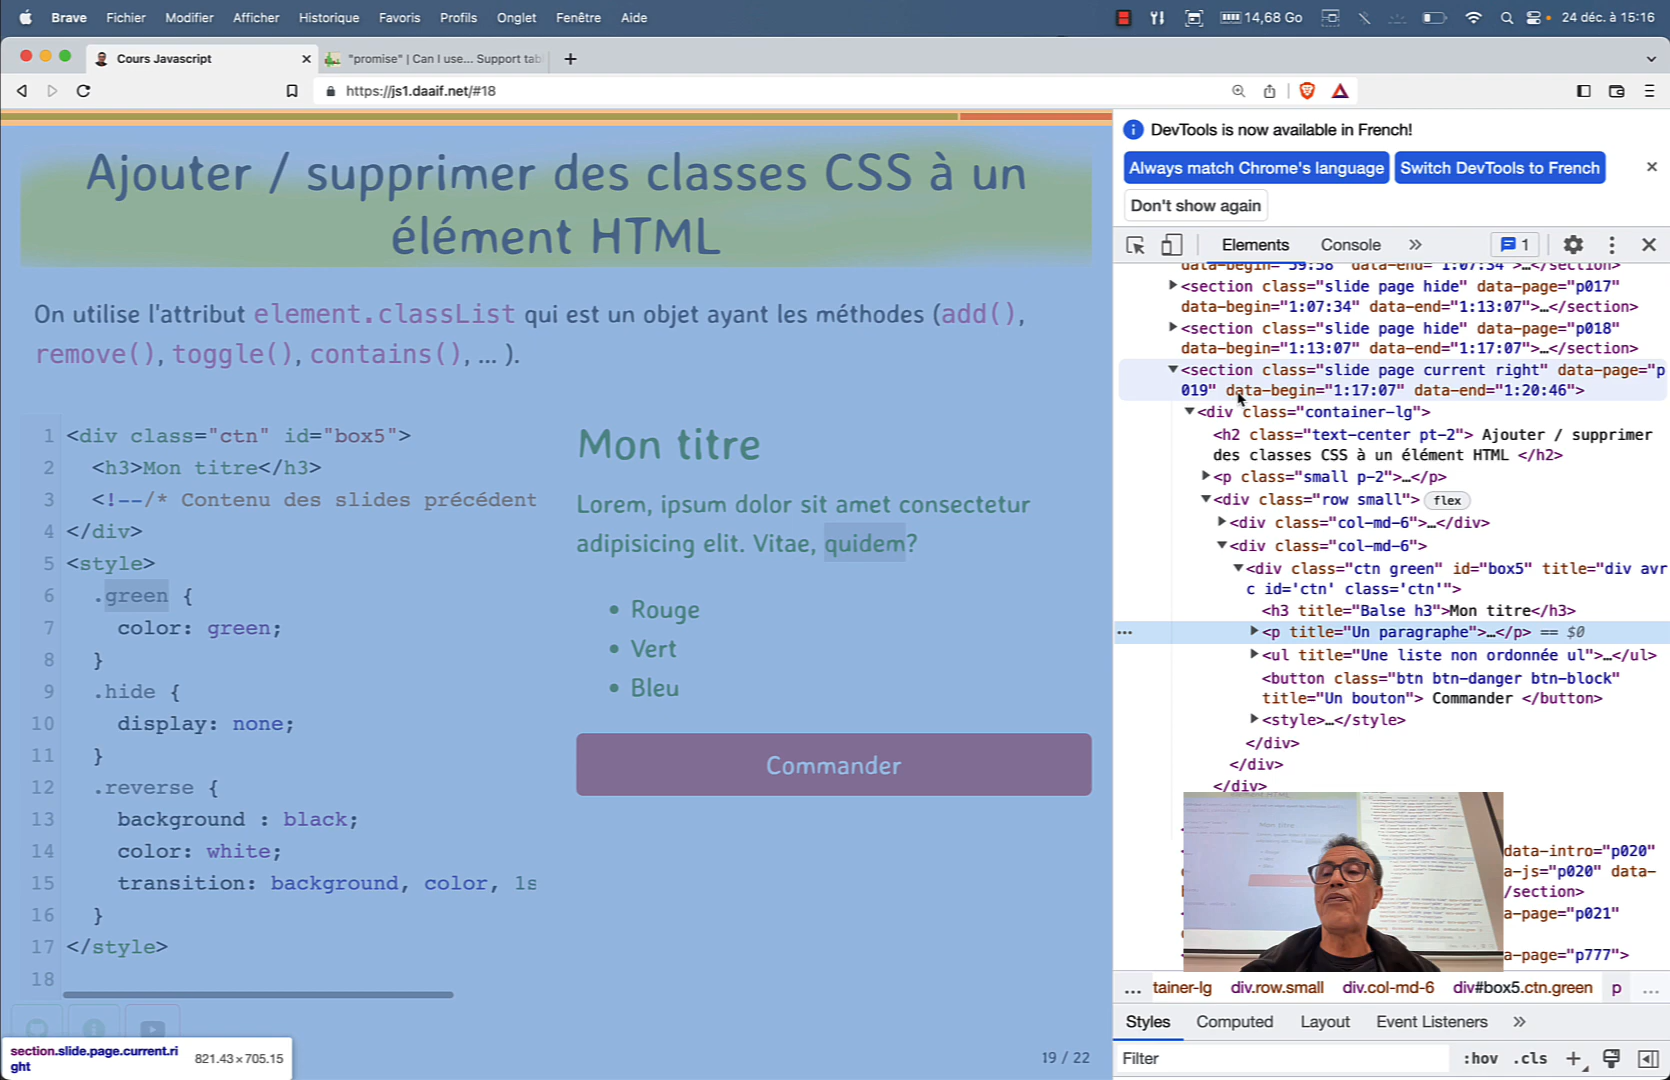 Brave Fichier Modifier Afficher Historique Favoris Profils Onglet Fenêtre Aide 14,68 Go 24 déc. à 15:16
Cours Javascript
"promise" | Can I use... Support tab
https://js1.daaif.net/#18
Ajouter / supprimer des classes CSS à un
élément HTML
On utilise l'attribut element.classList qui est un objet ayant les méthodes (add(),
remove(), toggle(), contains(), ... ).
1 <div class="ctn" id="box5">
2 <h3>Mon titre</h3>
3 <!--/* Contenu des slides précédent
4 </div>
5 <style>
6 .green {
7 color: green;
8 }
9 .hide {
10 display: none;
11 }
12 .reverse {
13 background : black;
14 color: white;
15 transition: background, color, 1s
16 }
17 </style>
18
Mon titre
Lorem, ipsum dolor sit amet consectetur
adipisicing elit. Vitae, quidem?
• Rouge
• Vert
• Bleu
Commander
section.slide.page.current.ri
ght
821.43×705.15
19 / 22
DevTools is now available in French!
Always match Chrome's language
Switch DevTools to French
Don't show again
Elements Console » 1
data-begin="59:58" data-end="1:07:34">…</section>
<section class="slide page hide" data-page="p017"
data-begin="1:07:34" data-end="1:13:07">…</section>
<section class="slide page hide" data-page="p018"
data-begin="1:13:07" data-end="1:17:07">…</section>
<section class="slide page current right" data-page="p
019" data-begin="1:17:07" data-end="1:20:46">
<div class="container-lg">
<h2 class="text-center pt-2"> Ajouter / supprimer
des classes CSS à un élément HTML </h2>
<p class="small p-2">…</p>
<div class="row small"> flex
<div class="col-md-6">…</div>
<div class="col-md-6">
<div class="ctn green" id="box5" title="div avr
c id='ctn' class='ctn'">
<h3 title="Balse h3">Mon titre</h3>
<p title="Un paragraphe">…</p> == $0
<ul title="Une liste non ordonnée ul">…</ul>
<button class="btn btn-danger btn-block"
title="Un bouton"> Commander </button>
<style>…</style>
</div>
</div>
</div>
data-intro="p020"
a-js="p020" data-
/section>
a-page="p021"
a-page="p777">
... tainer-lg div.row.small div.col-md-6 div#box5.ctn.green p ...
Styles Computed Layout Event Listeners »
Filter :hov .cls +